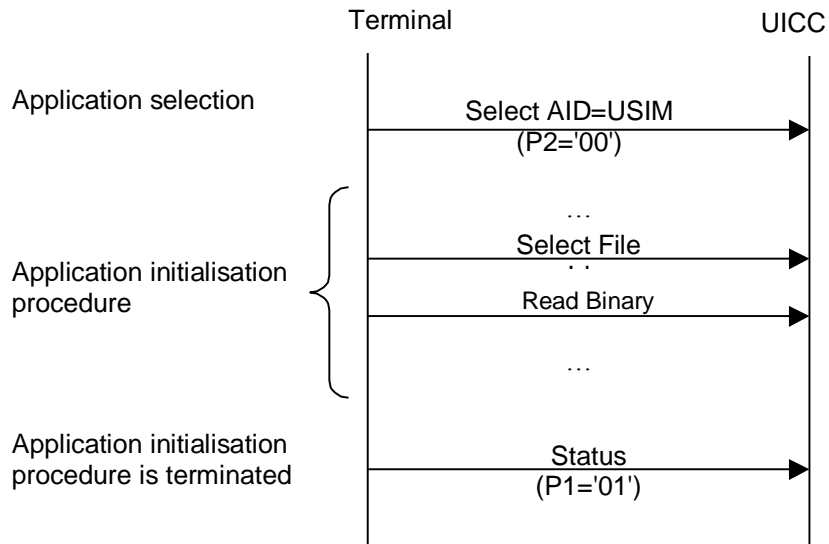 Terminal
UICC
Application selection
Select AID=USIM
(P2='00')
...
Select File
. .
Application initialisation
procedure
Read Binary
...
Application initialisation
procedure is terminated
Status
(P1='01')